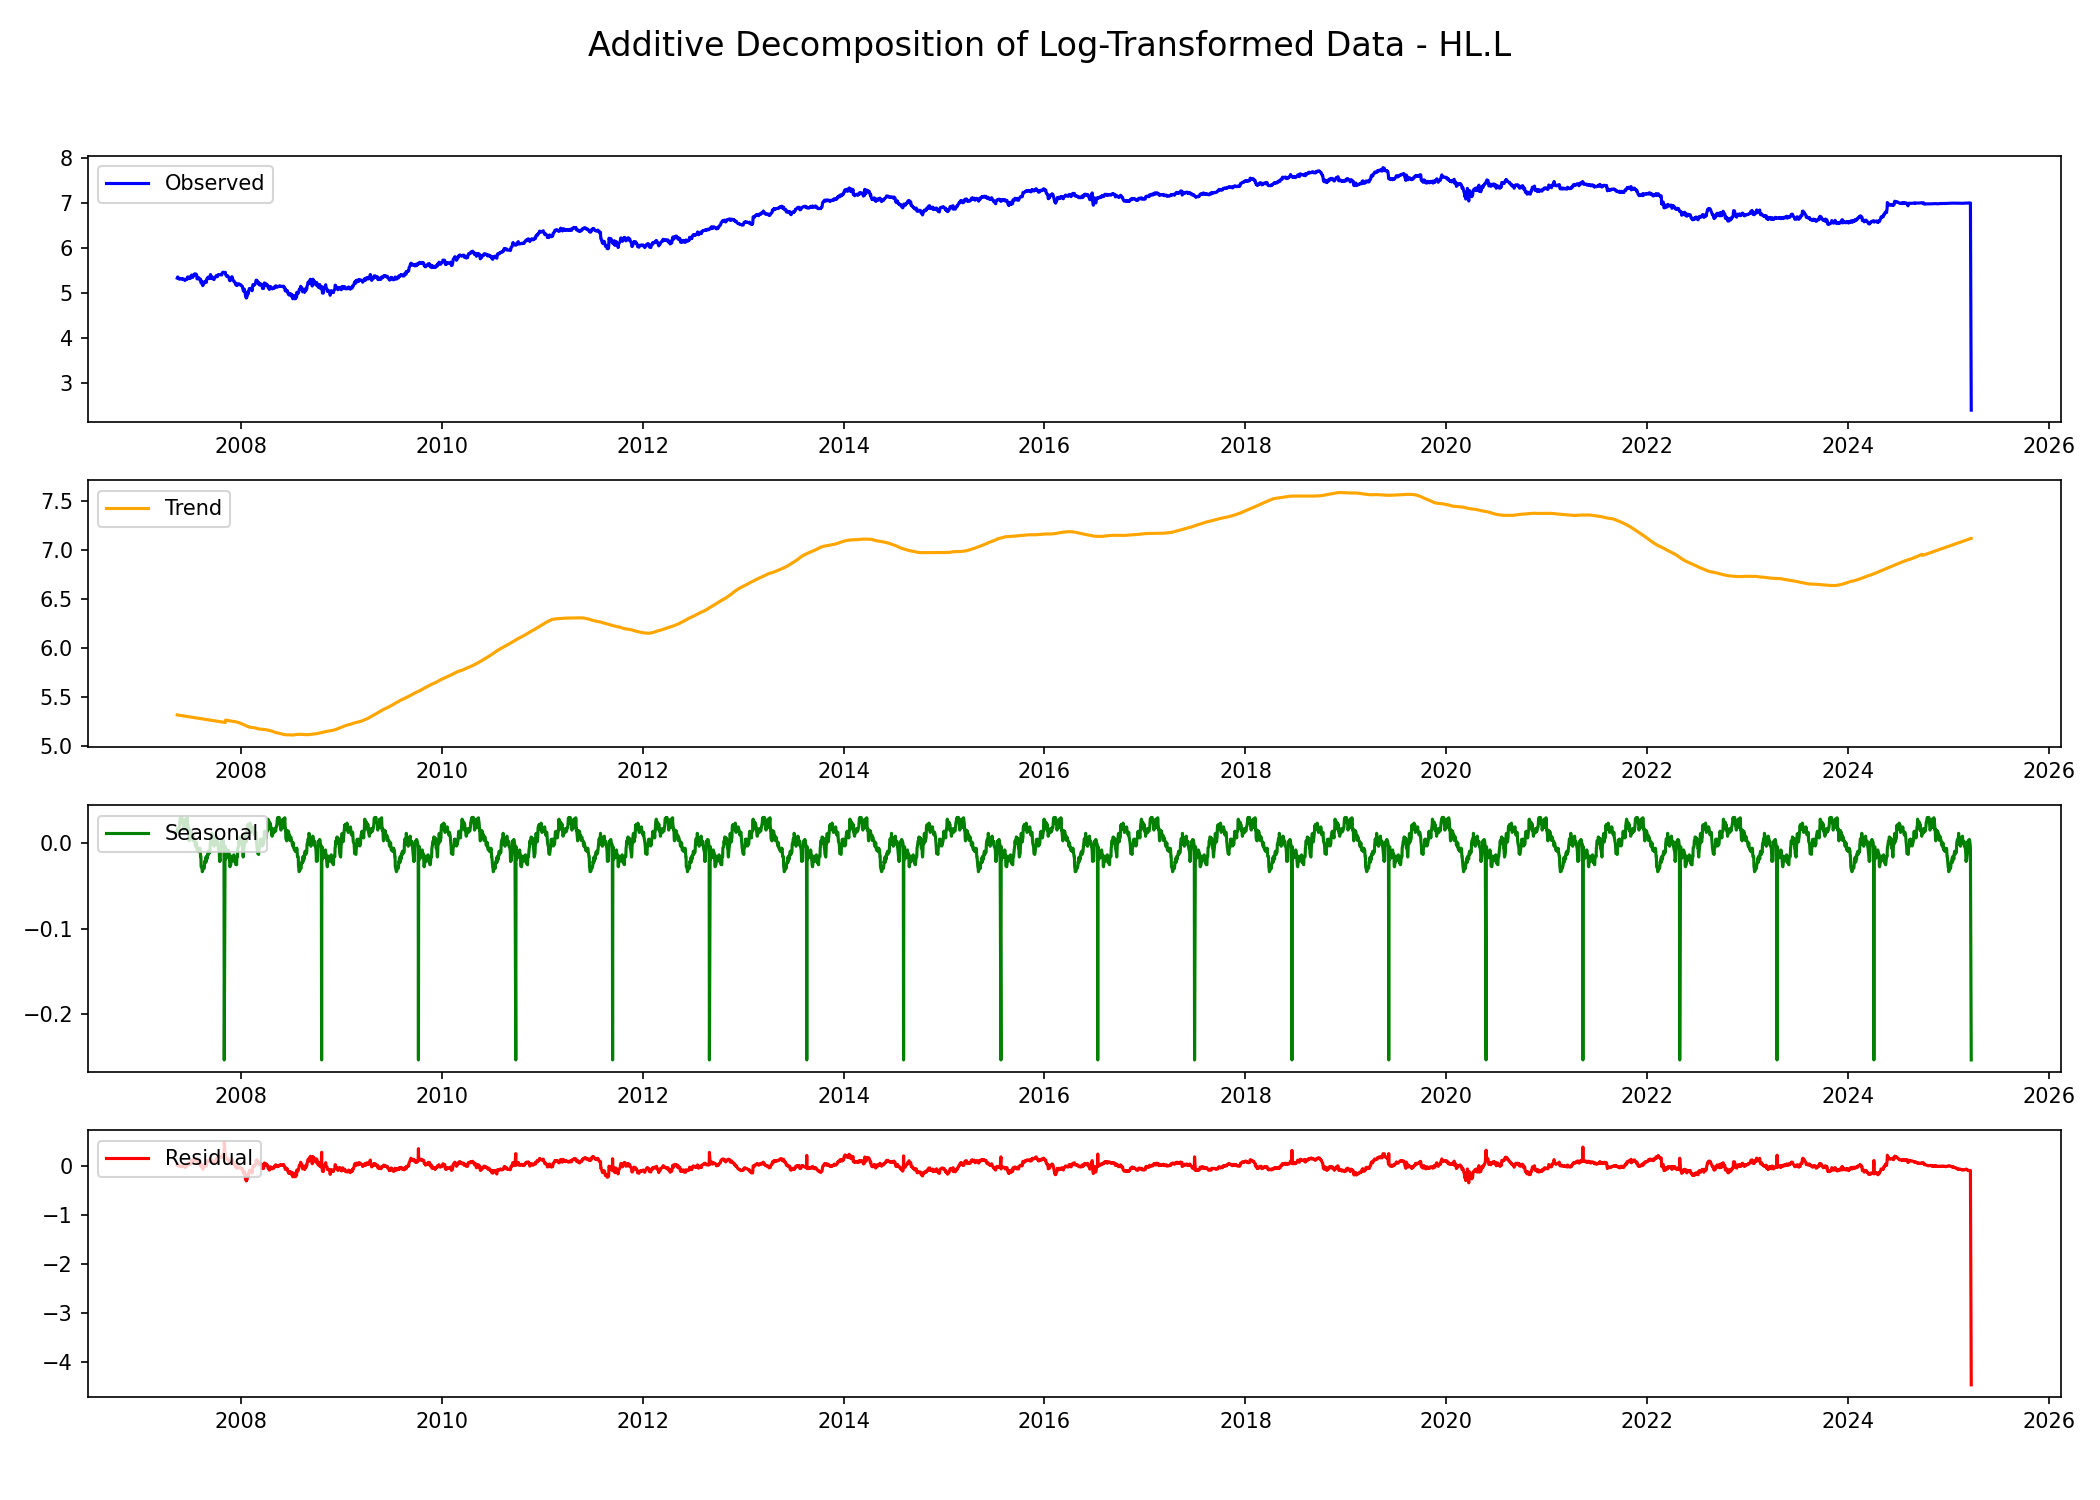 Additive Decomposition of Log-Transformed Data - HL.L
8
7
6
5
4
3
Observed
2008 2010 2012 2014 2016 2018 2020 2022 2024 2026
7.5
7.0
6.5
6.0
5.5
5.0
Trend
2008 2010 2012 2014 2016 2018 2020 2022 2024 2026
0.0
−0.1
−0.2
Seasonal
2008 2010 2012 2014 2016 2018 2020 2022 2024 2026
0
−1
−2
−3
−4
Residual
2008 2010 2012 2014 2016 2018 2020 2022 2024 2026